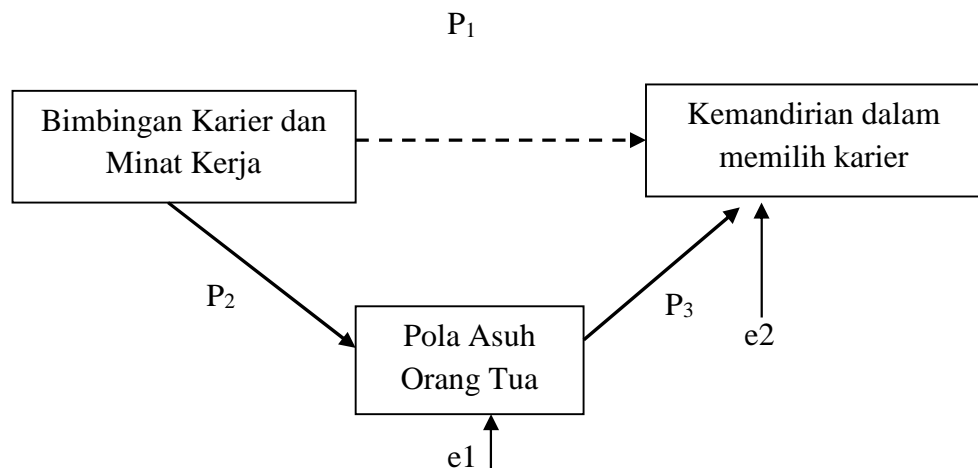 P₁
Bimbingan Karier dan
Minat Kerja
Kemandirian dalam
memilih karier
P₂
P₃
e2
Pola Asuh
Orang Tua
e1